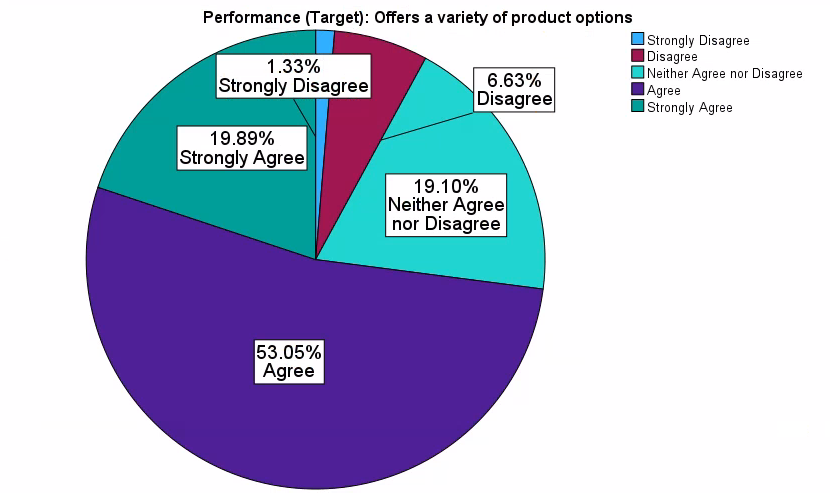 Performance (Target): Offers a variety of product options
Strongly Disagree
Disagree
Neither Agree nor Disagree
Agree
Strongly Agree
1.33%
Strongly Disagree
6.63%
Disagree
19.89%
Strongly Agree
19.10%
Neither Agree
nor Disagree
53.05%
Agree